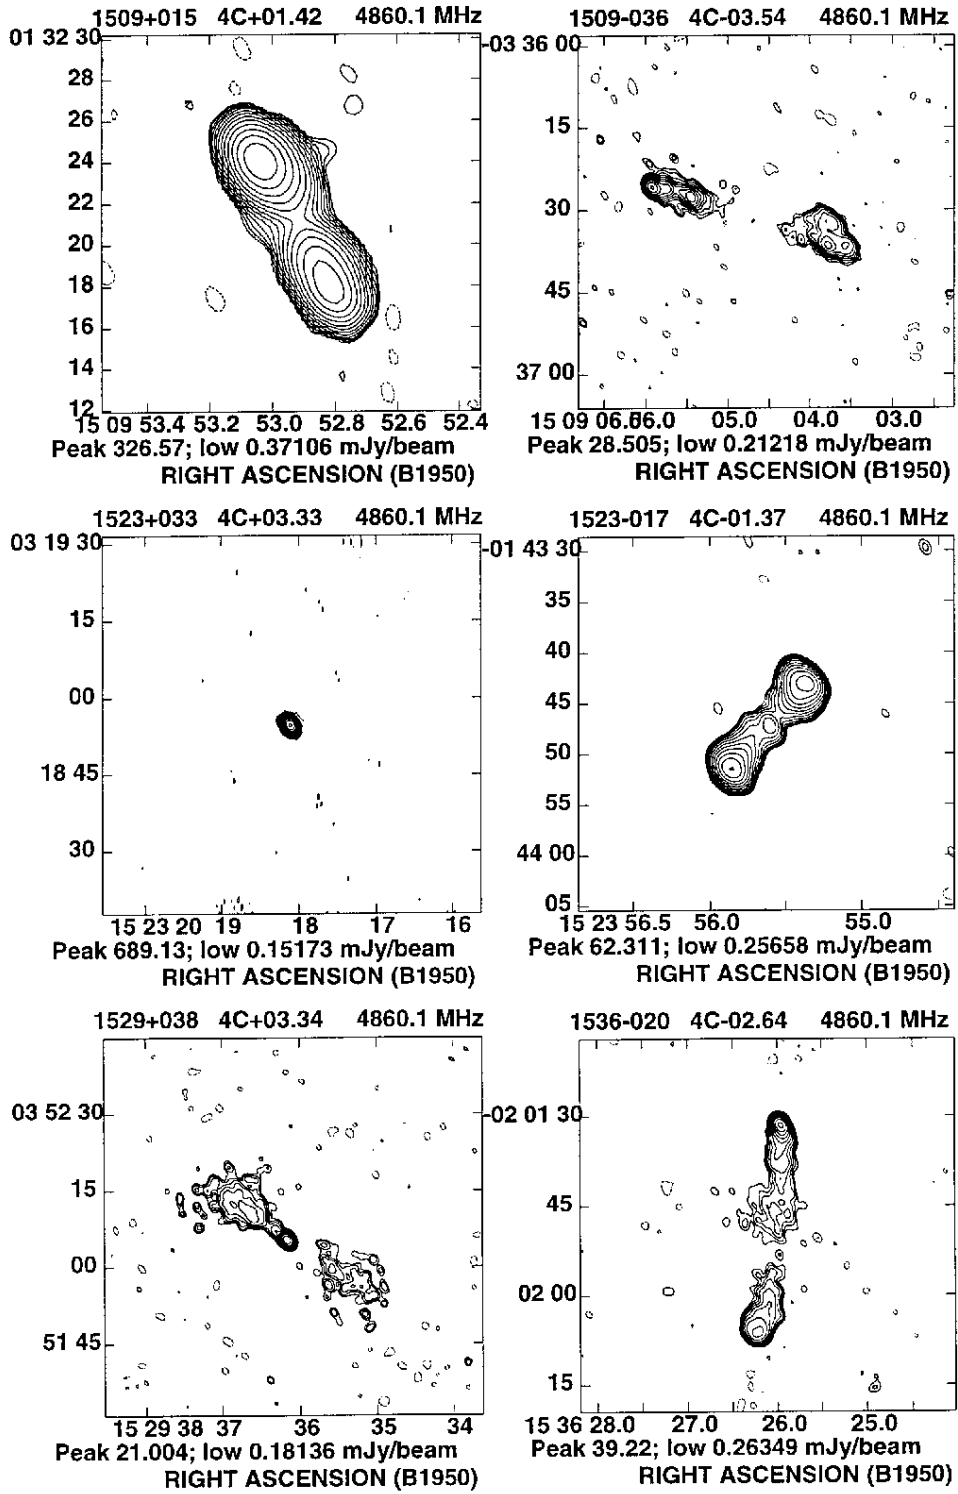 1509+015 4C+01.42 4860.1 MHz
01 32 30
28
26
24
22
20
18
16
14
12
15 09 53.4 53.2 53.0 52.8 52.6 52.4
Peak 326.57; low 0.37106 mJy/beam
RIGHT ASCENSION (B1950)
1509-036 4C-03.54 4860.1 MHz
-03 36 00
15
30
45
37 00
15 09 06.06.0 05.0 04.0 03.0
Peak 28.505; low 0.21218 mJy/beam
RIGHT ASCENSION (B1950)
1523+033 4C+03.33 4860.1 MHz
03 19 30
15
00
18 45
30
15 23 20 19 18 17 16
Peak 689.13; low 0.15173 mJy/beam
RIGHT ASCENSION (B1950)
1523-017 4C-01.37 4860.1 MHz
-01 43 30
35
40
45
50
55
44 00
05
15 23 56.5 56.0 55.0
Peak 62.311; low 0.25658 mJy/beam
RIGHT ASCENSION (B1950)
1529+038 4C+03.34 4860.1 MHz
03 52 30
15
00
51 45
15 29 38 37 36 35 34
Peak 21.004; low 0.18136 mJy/beam
RIGHT ASCENSION (B1950)
1536-020 4C-02.64 4860.1 MHz
-02 01 30
45
02 00
15
15 36 28.0 27.0 26.0 25.0
Peak 39.22; low 0.26349 mJy/beam
RIGHT ASCENSION (B1950)